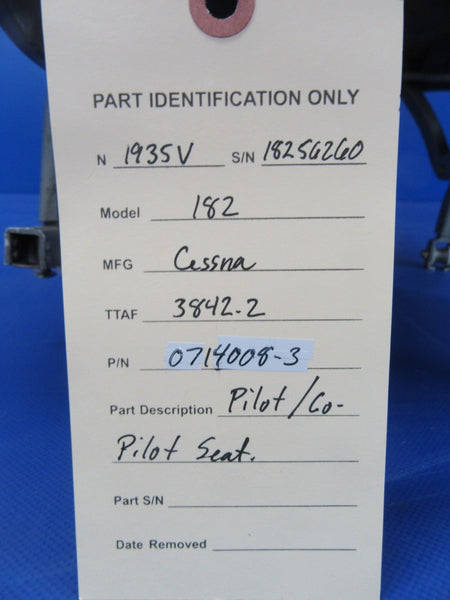 PART IDENTIFICATION ONLY
N 1935V S/N 18256260
Model 182
MFG Cessna
TTAF 3842.2
P/N 0714008-3
Part Description Pilot/Co-
Pilot Seat.
Part S/N
Date Removed